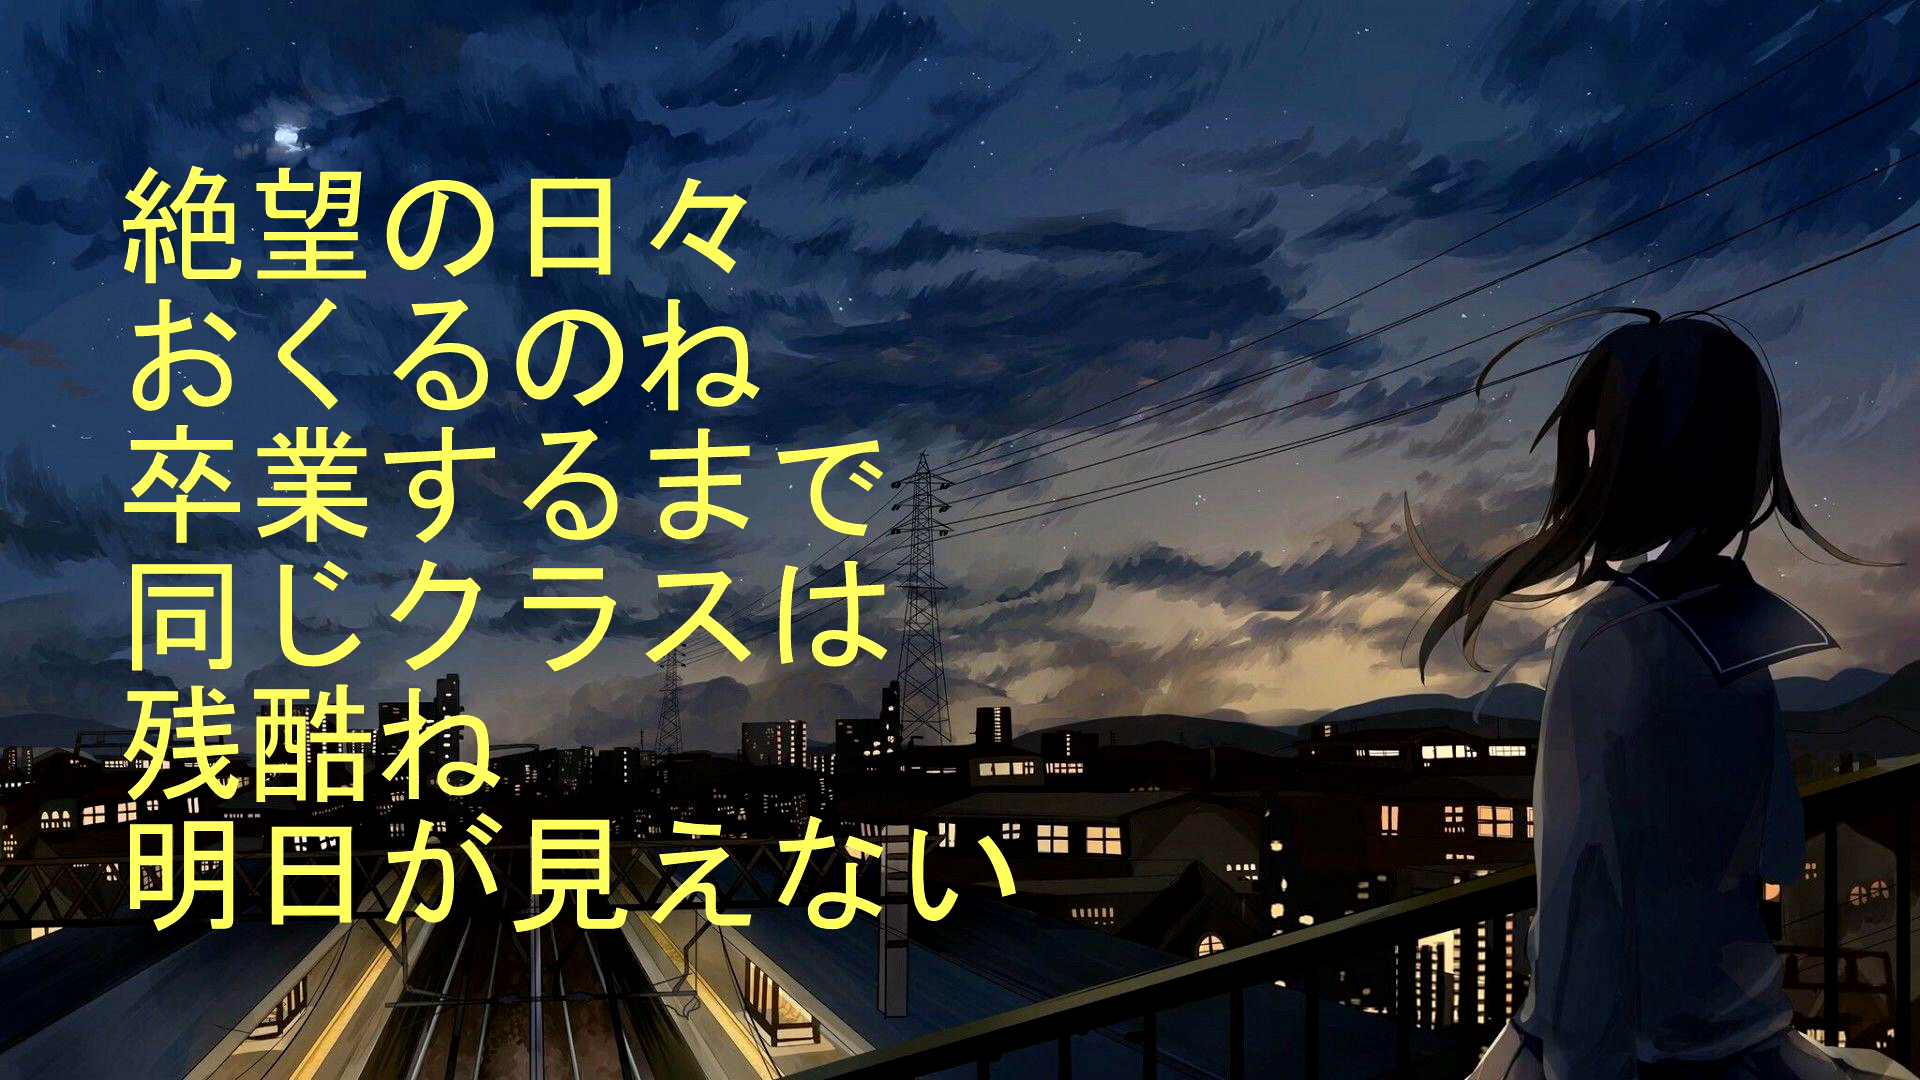 絶望の日々
おくるのね
卒業するまで
同じクラスは
残酷ね
明日が見えない